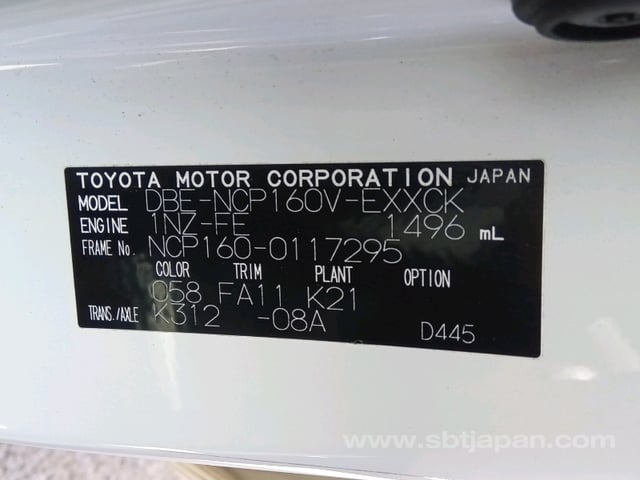 TOYOTA MOTOR CORPORATION JAPAN
MODEL DBE-NCP160V-EXXCK
ENGINE 1NZ-FE 1496 mL
FRAME No. NCP160-0117295
COLOR TRIM PLANT OPTION
058 FA11 K21
TRANS./AXLE K312 -08A
D445
www.sbtjapan.com